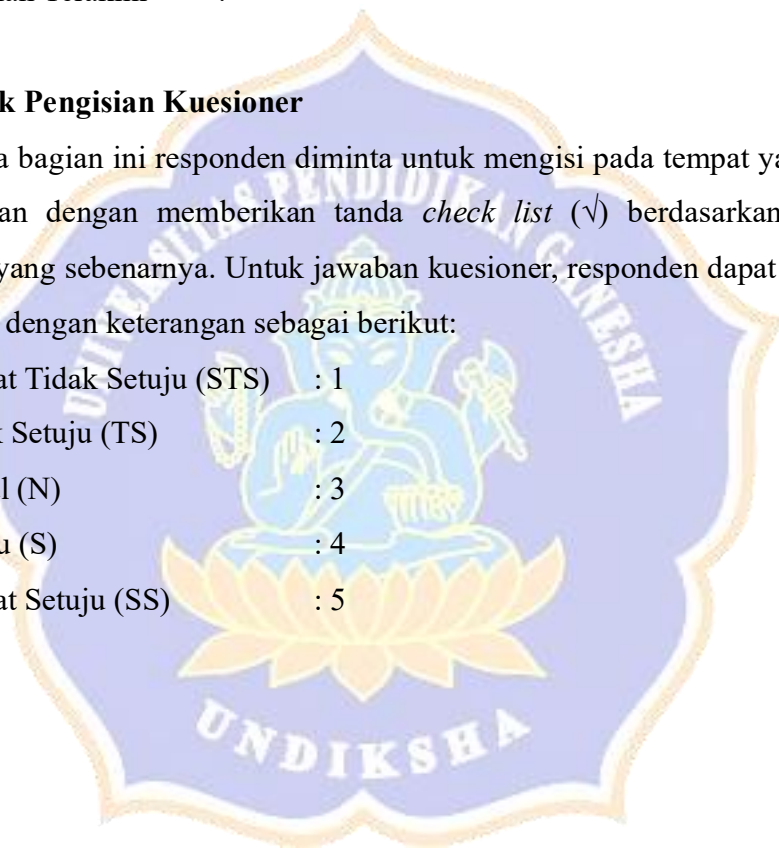 k Pengisian Kuesioner
a bagian ini responden diminta untuk mengisi pada tempat ya
an dengan memberikan tanda check list (√) berdasarkan
yang sebenarnya. Untuk jawaban kuesioner, responden dapat
dengan keterangan sebagai berikut:
at Tidak Setuju (STS) : 1
k Setuju (TS) : 2
l (N) : 3
u (S) : 4
at Setuju (SS) : 5
UNIVERSITAS PENDIDIKAN GANESHA
UNDIKSHA